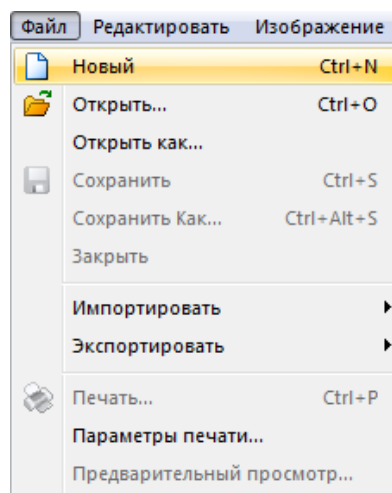 Файл Редактировать Изображение
Новый Ctrl+N
Открыть... Ctrl+O
Открыть как...
Сохранить Ctrl+S
Сохранить Как... Ctrl+Alt+S
Закрыть
Импортировать
Экспортировать
Печать... Ctrl+P
Параметры печати...
Предварительный просмотр...